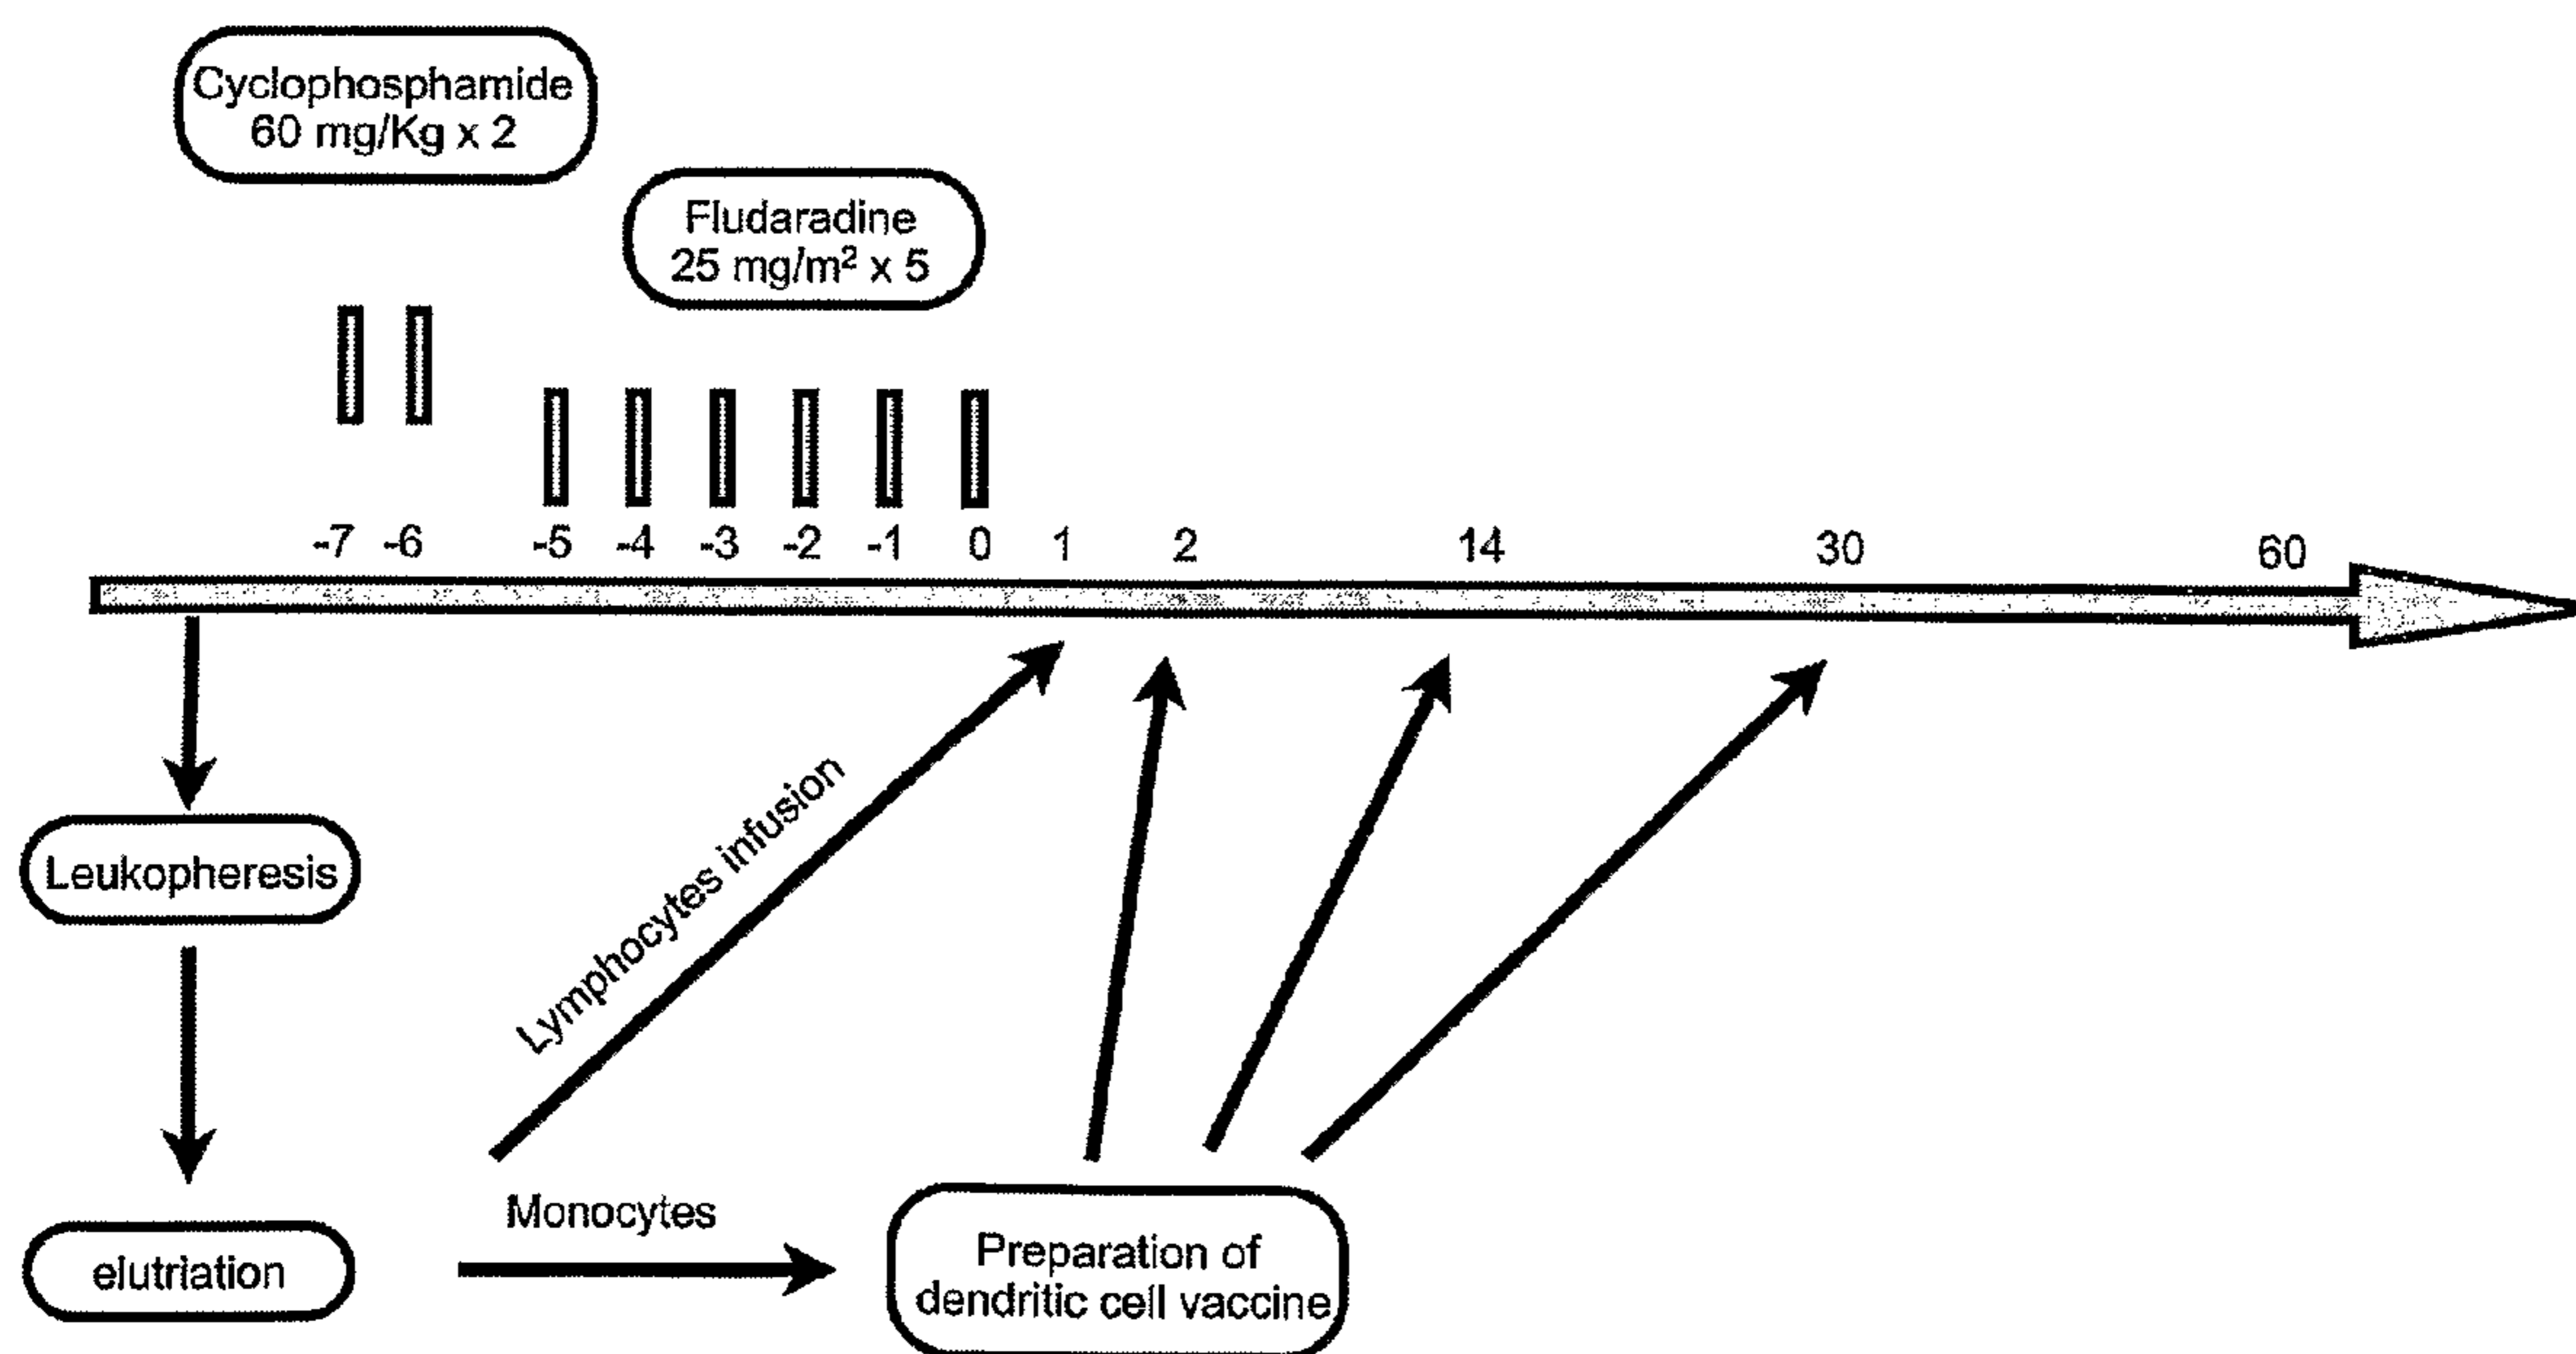 Cyclophosphamide
60 mg/Kg x 2
Fludaradine
25 mg/m² x 5
-7 -6 -5 -4 -3 -2 -1 0 1 2 14 30 60
Leukopheresis
Lymphocytes infusion
Monocytes
elutriation
Preparation of
dendritic cell vaccine